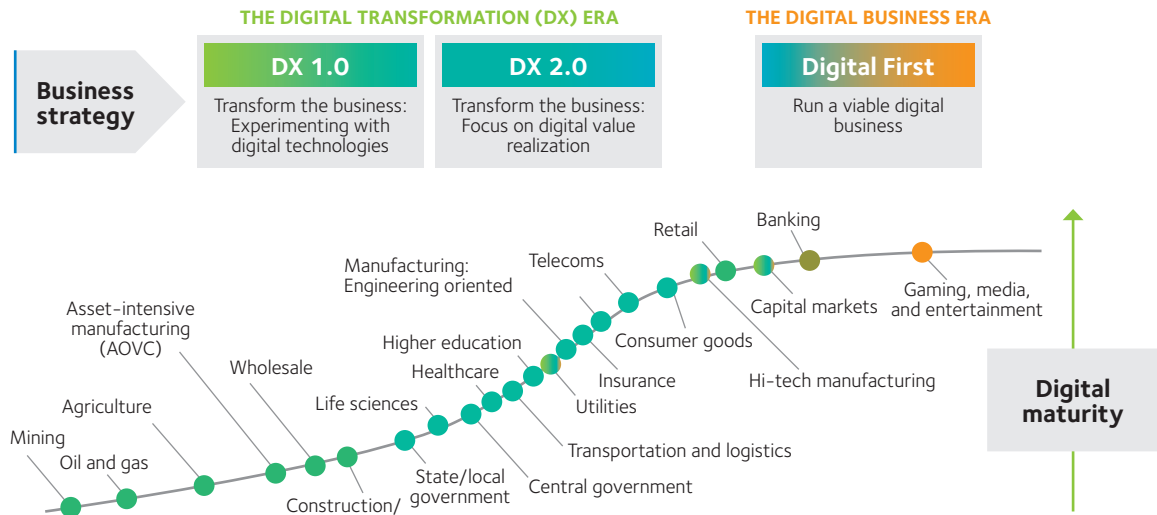 THE DIGITAL TRANSFORMATION (DX) ERA
THE DIGITAL BUSINESS ERA
Business
strategy
DX 1.0
Transform the business:
Experimenting with
digital technologies
DX 2.0
Transform the business:
Focus on digital value
realization
Digital First
Run a viable digital
business
Mining
Oil and gas
Agriculture
Asset-intensive
manufacturing
(AOVC)
Wholesale
Construction/
State/local
government
Life sciences
Central government
Healthcare
Transportation and logistics
Higher education
Utilities
Manufacturing:
Engineering oriented
Insurance
Telecoms
Consumer goods
Hi-tech manufacturing
Retail
Capital markets
Banking
Gaming, media,
and entertainment
Digital
maturity